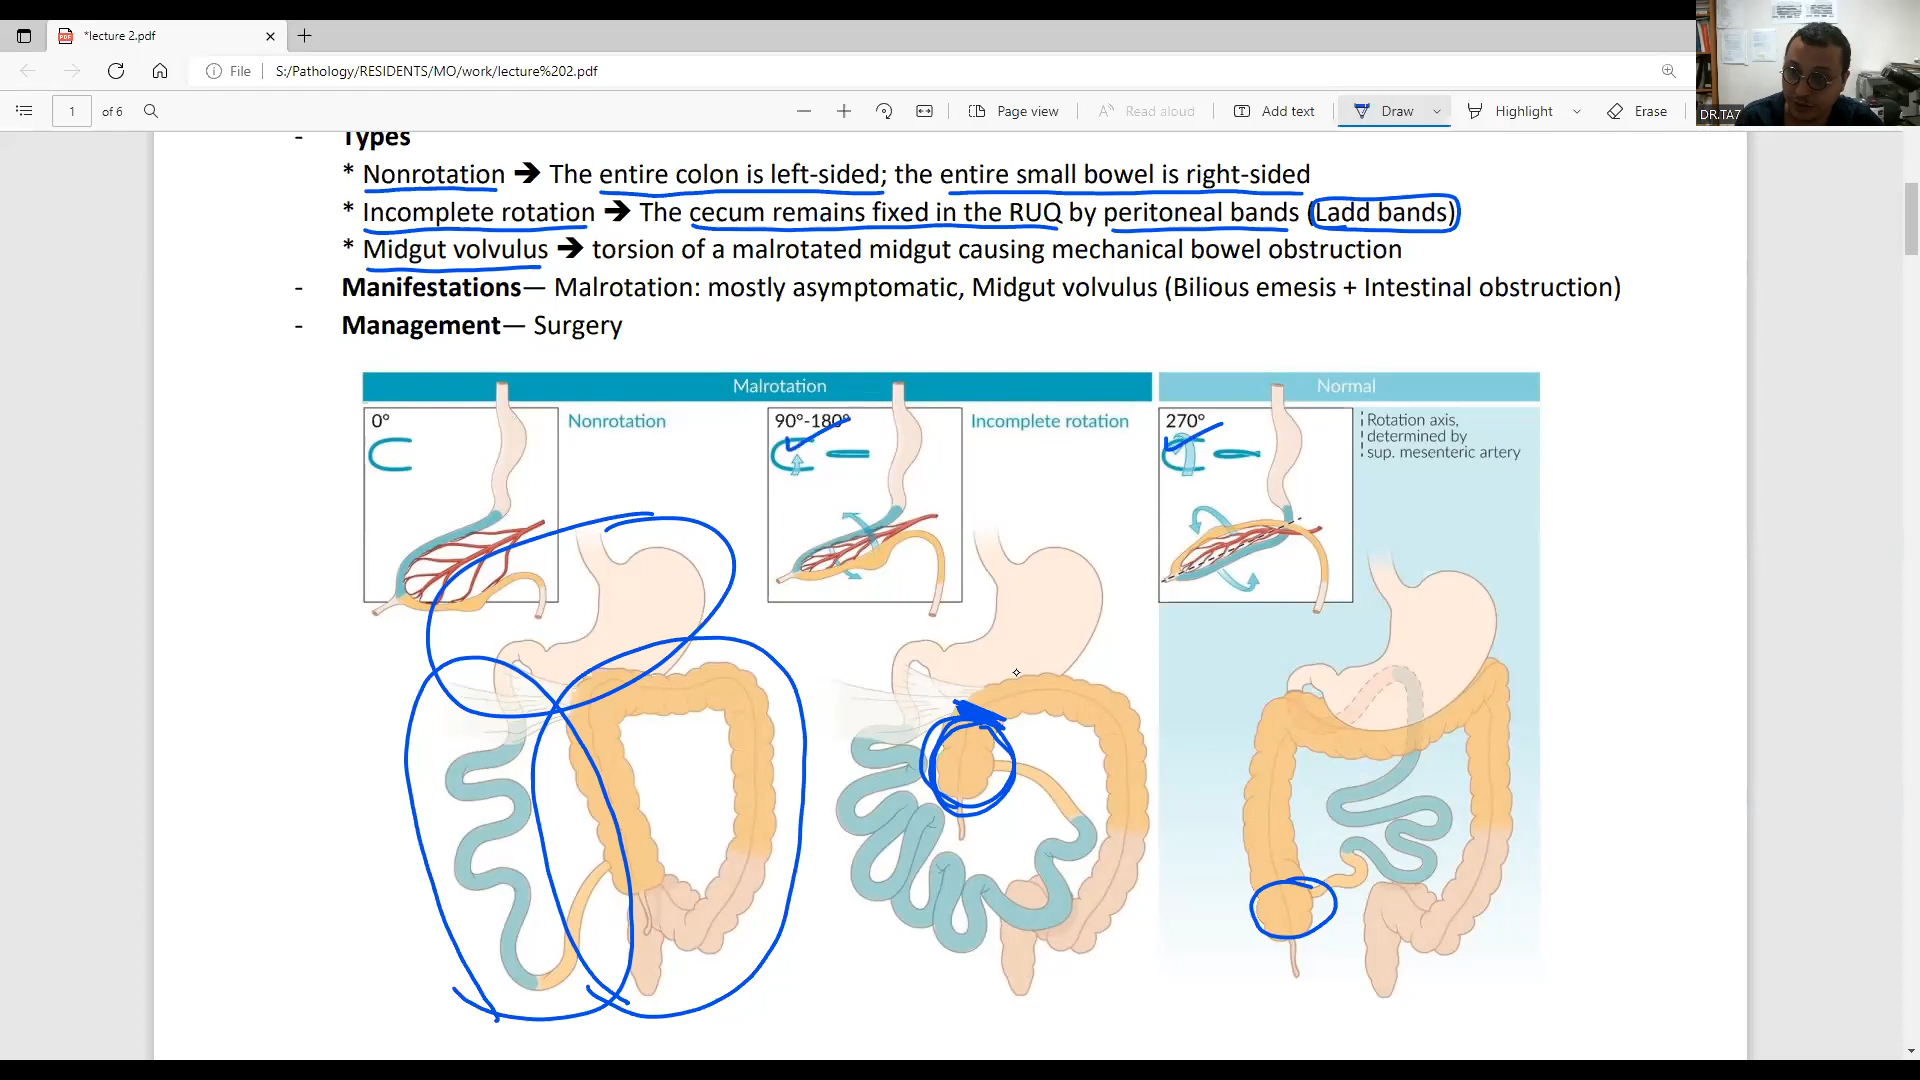 *lecture 2.pdf
File S:/Pathology/RESIDENTS/MO/work/lecture%202.pdf
1 of 6 Page view Read aloud Add text Draw Highlight Erase
DR.TA7
- Types
* Nonrotation ➔ The entire colon is left-sided; the entire small bowel is right-sided
* Incomplete rotation ➔ The cecum remains fixed in the RUQ by peritoneal bands (Ladd bands)
* Midgut volvulus ➔ torsion of a malrotated midgut causing mechanical bowel obstruction
- Manifestations— Malrotation: mostly asymptomatic, Midgut volvulus (Bilious emesis + Intestinal obstruction)
- Management— Surgery
Malrotation
Normal
0°
Nonrotation
90°-180°
Incomplete rotation
270°
Rotation axis,
determined by
sup. mesenteric artery